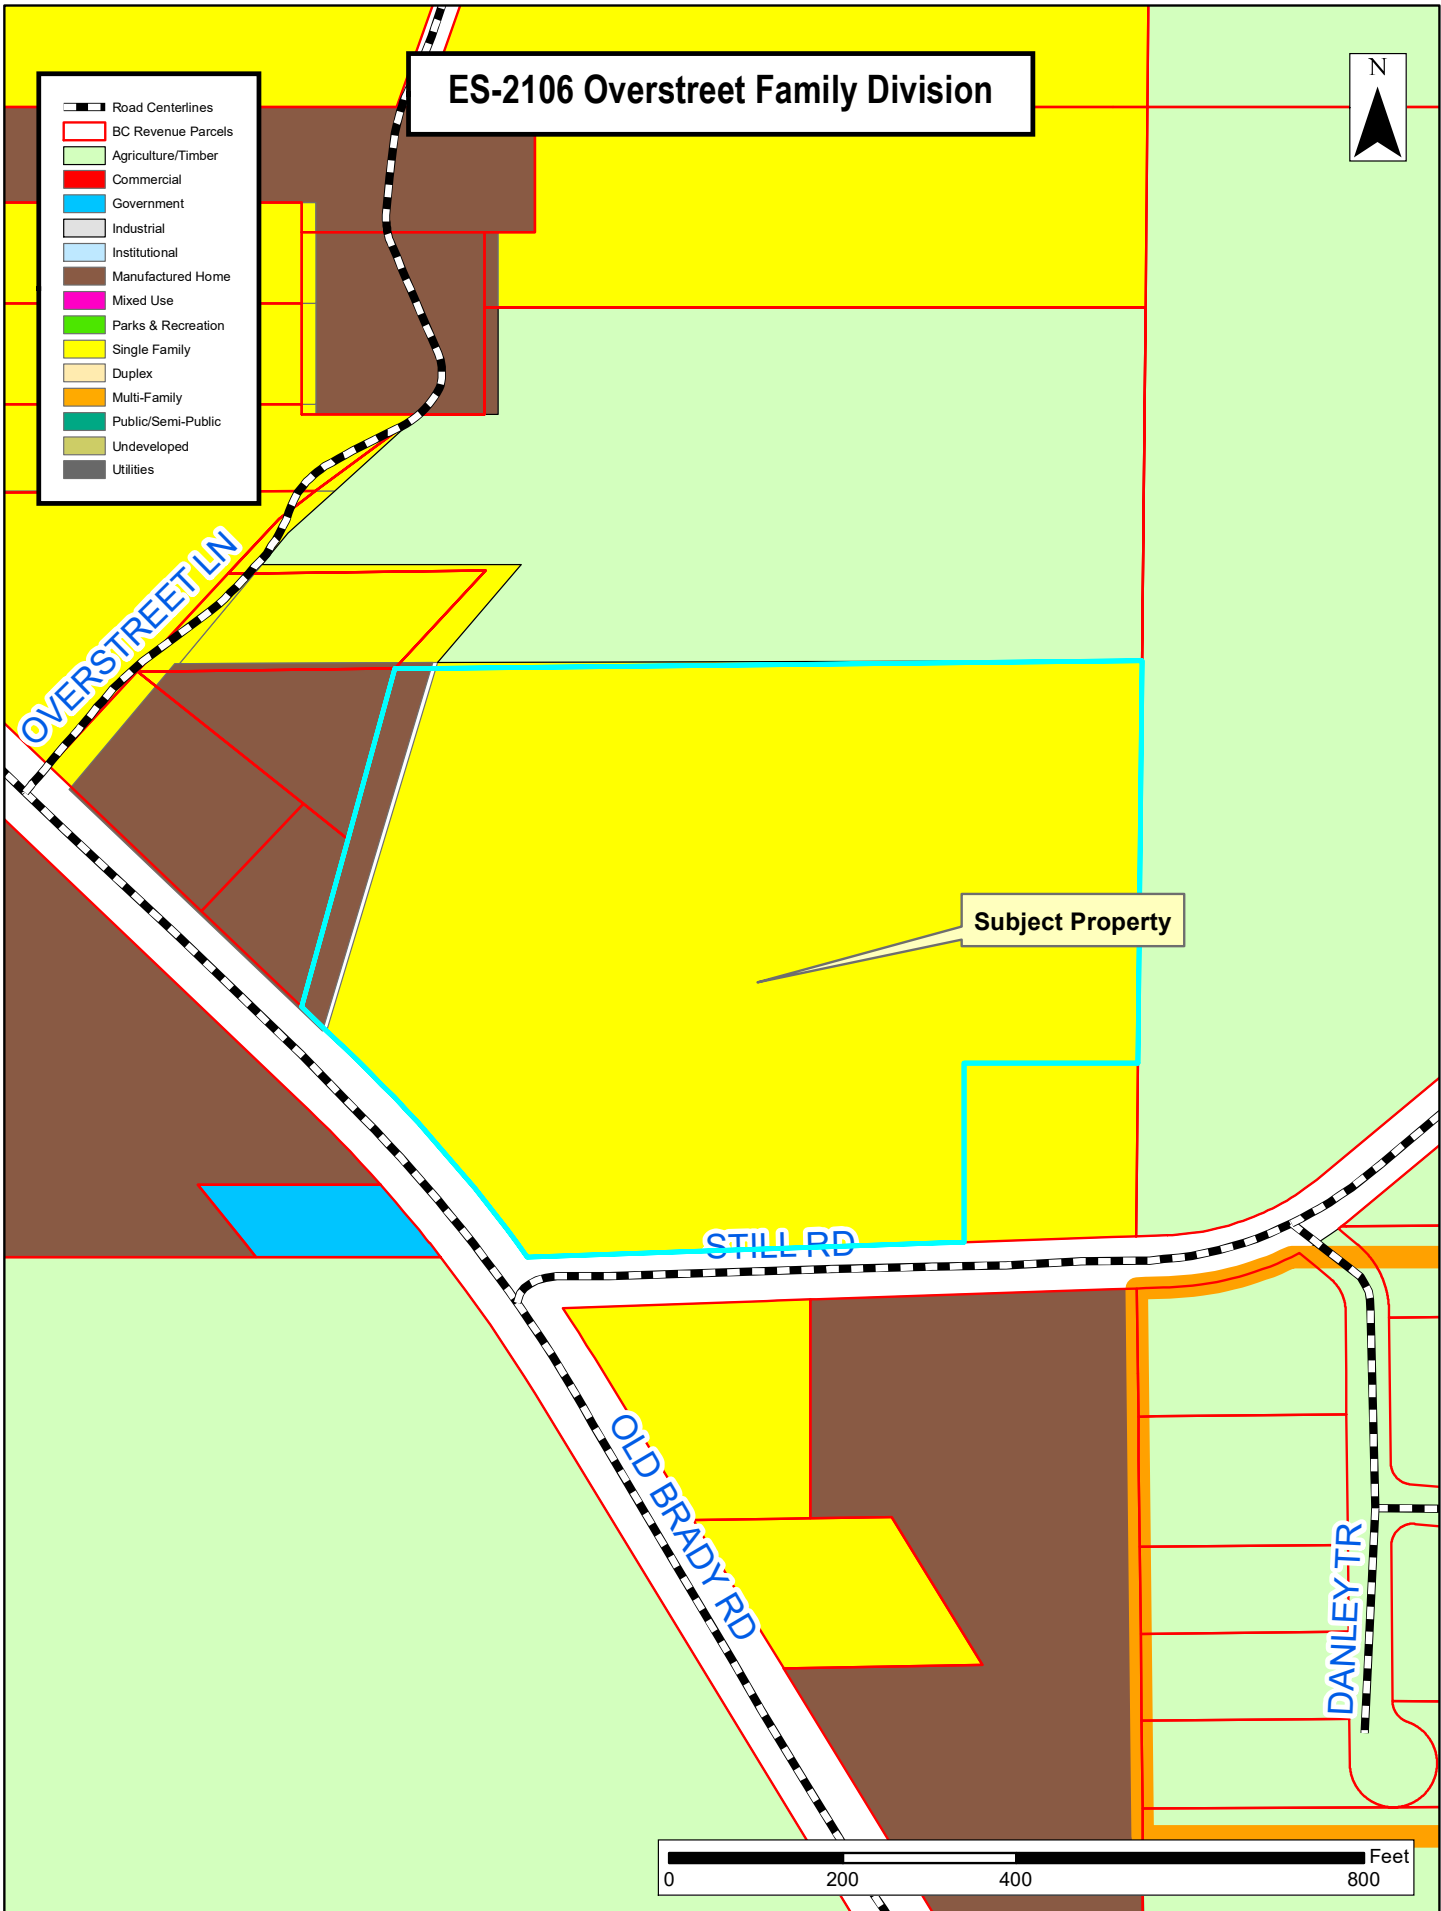 ES-2106 Overstreet Family Division
N
Road Centerlines
BC Revenue Parcels
Agriculture/Timber
Commercial
Government
Industrial
Institutional
Manufactured Home
Mixed Use
Parks & Recreation
Single Family
Duplex
Multi-Family
Public/Semi-Public
Undeveloped
Utilities
OVERSTREET LN
Subject Property
STILL RD
OLD BRADY RD
DANLEY TR
Feet
0 200 400 800